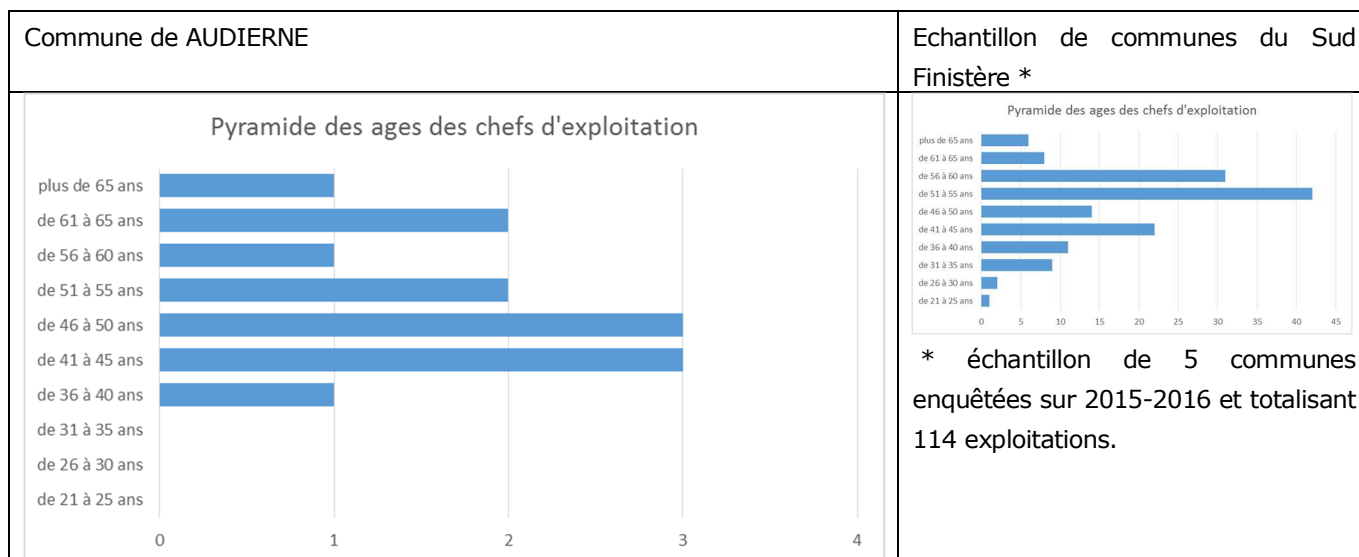 Commune de AUDIERNE
Echantillon de communes du Sud
Finistère *
Pyramide des ages des chefs d'exploitation
plus de 65 ans
de 61 à 65 ans
de 56 à 60 ans
de 51 à 55 ans
de 46 à 50 ans
de 41 à 45 ans
de 36 à 40 ans
de 31 à 35 ans
de 26 à 30 ans
de 21 à 25 ans
0 1 2 3 4
Pyramide des ages des chefs d'exploitation
plus de 65 ans
de 61 à 65 ans
de 56 à 60 ans
de 51 à 55 ans
de 46 à 50 ans
de 41 à 45 ans
de 36 à 40 ans
de 31 à 35 ans
de 26 à 30 ans
de 21 à 25 ans
0 5 10 15 20 25 30 35 40 45
* échantillon de 5 communes
enquêtées sur 2015-2016 et totalisant
114 exploitations.